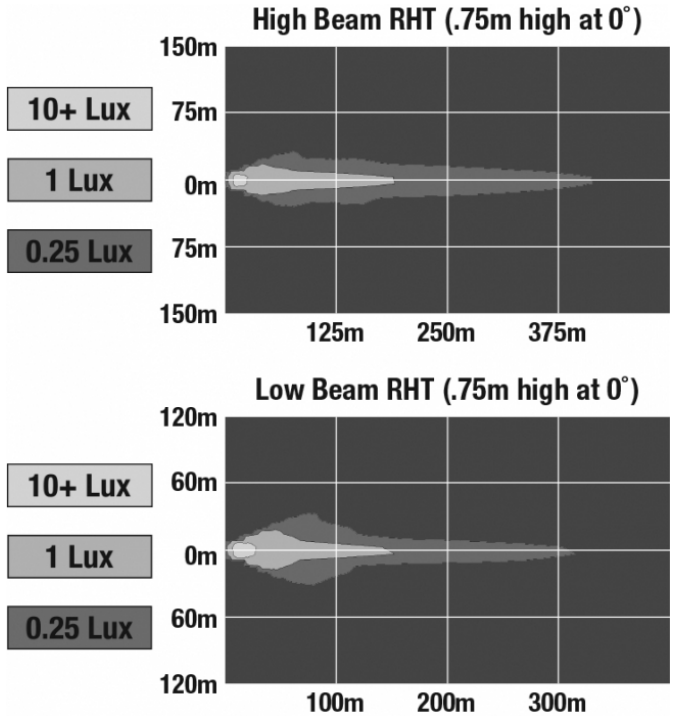 High Beam RHT (.75m high at 0˚)
150m
10+ Lux
75m
1 Lux
0m
0.25 Lux
75m
150m
125m 250m 375m
Low Beam RHT (.75m high at 0˚)
120m
10+ Lux
60m
1 Lux
0m
0.25 Lux
60m
120m
100m 200m 300m